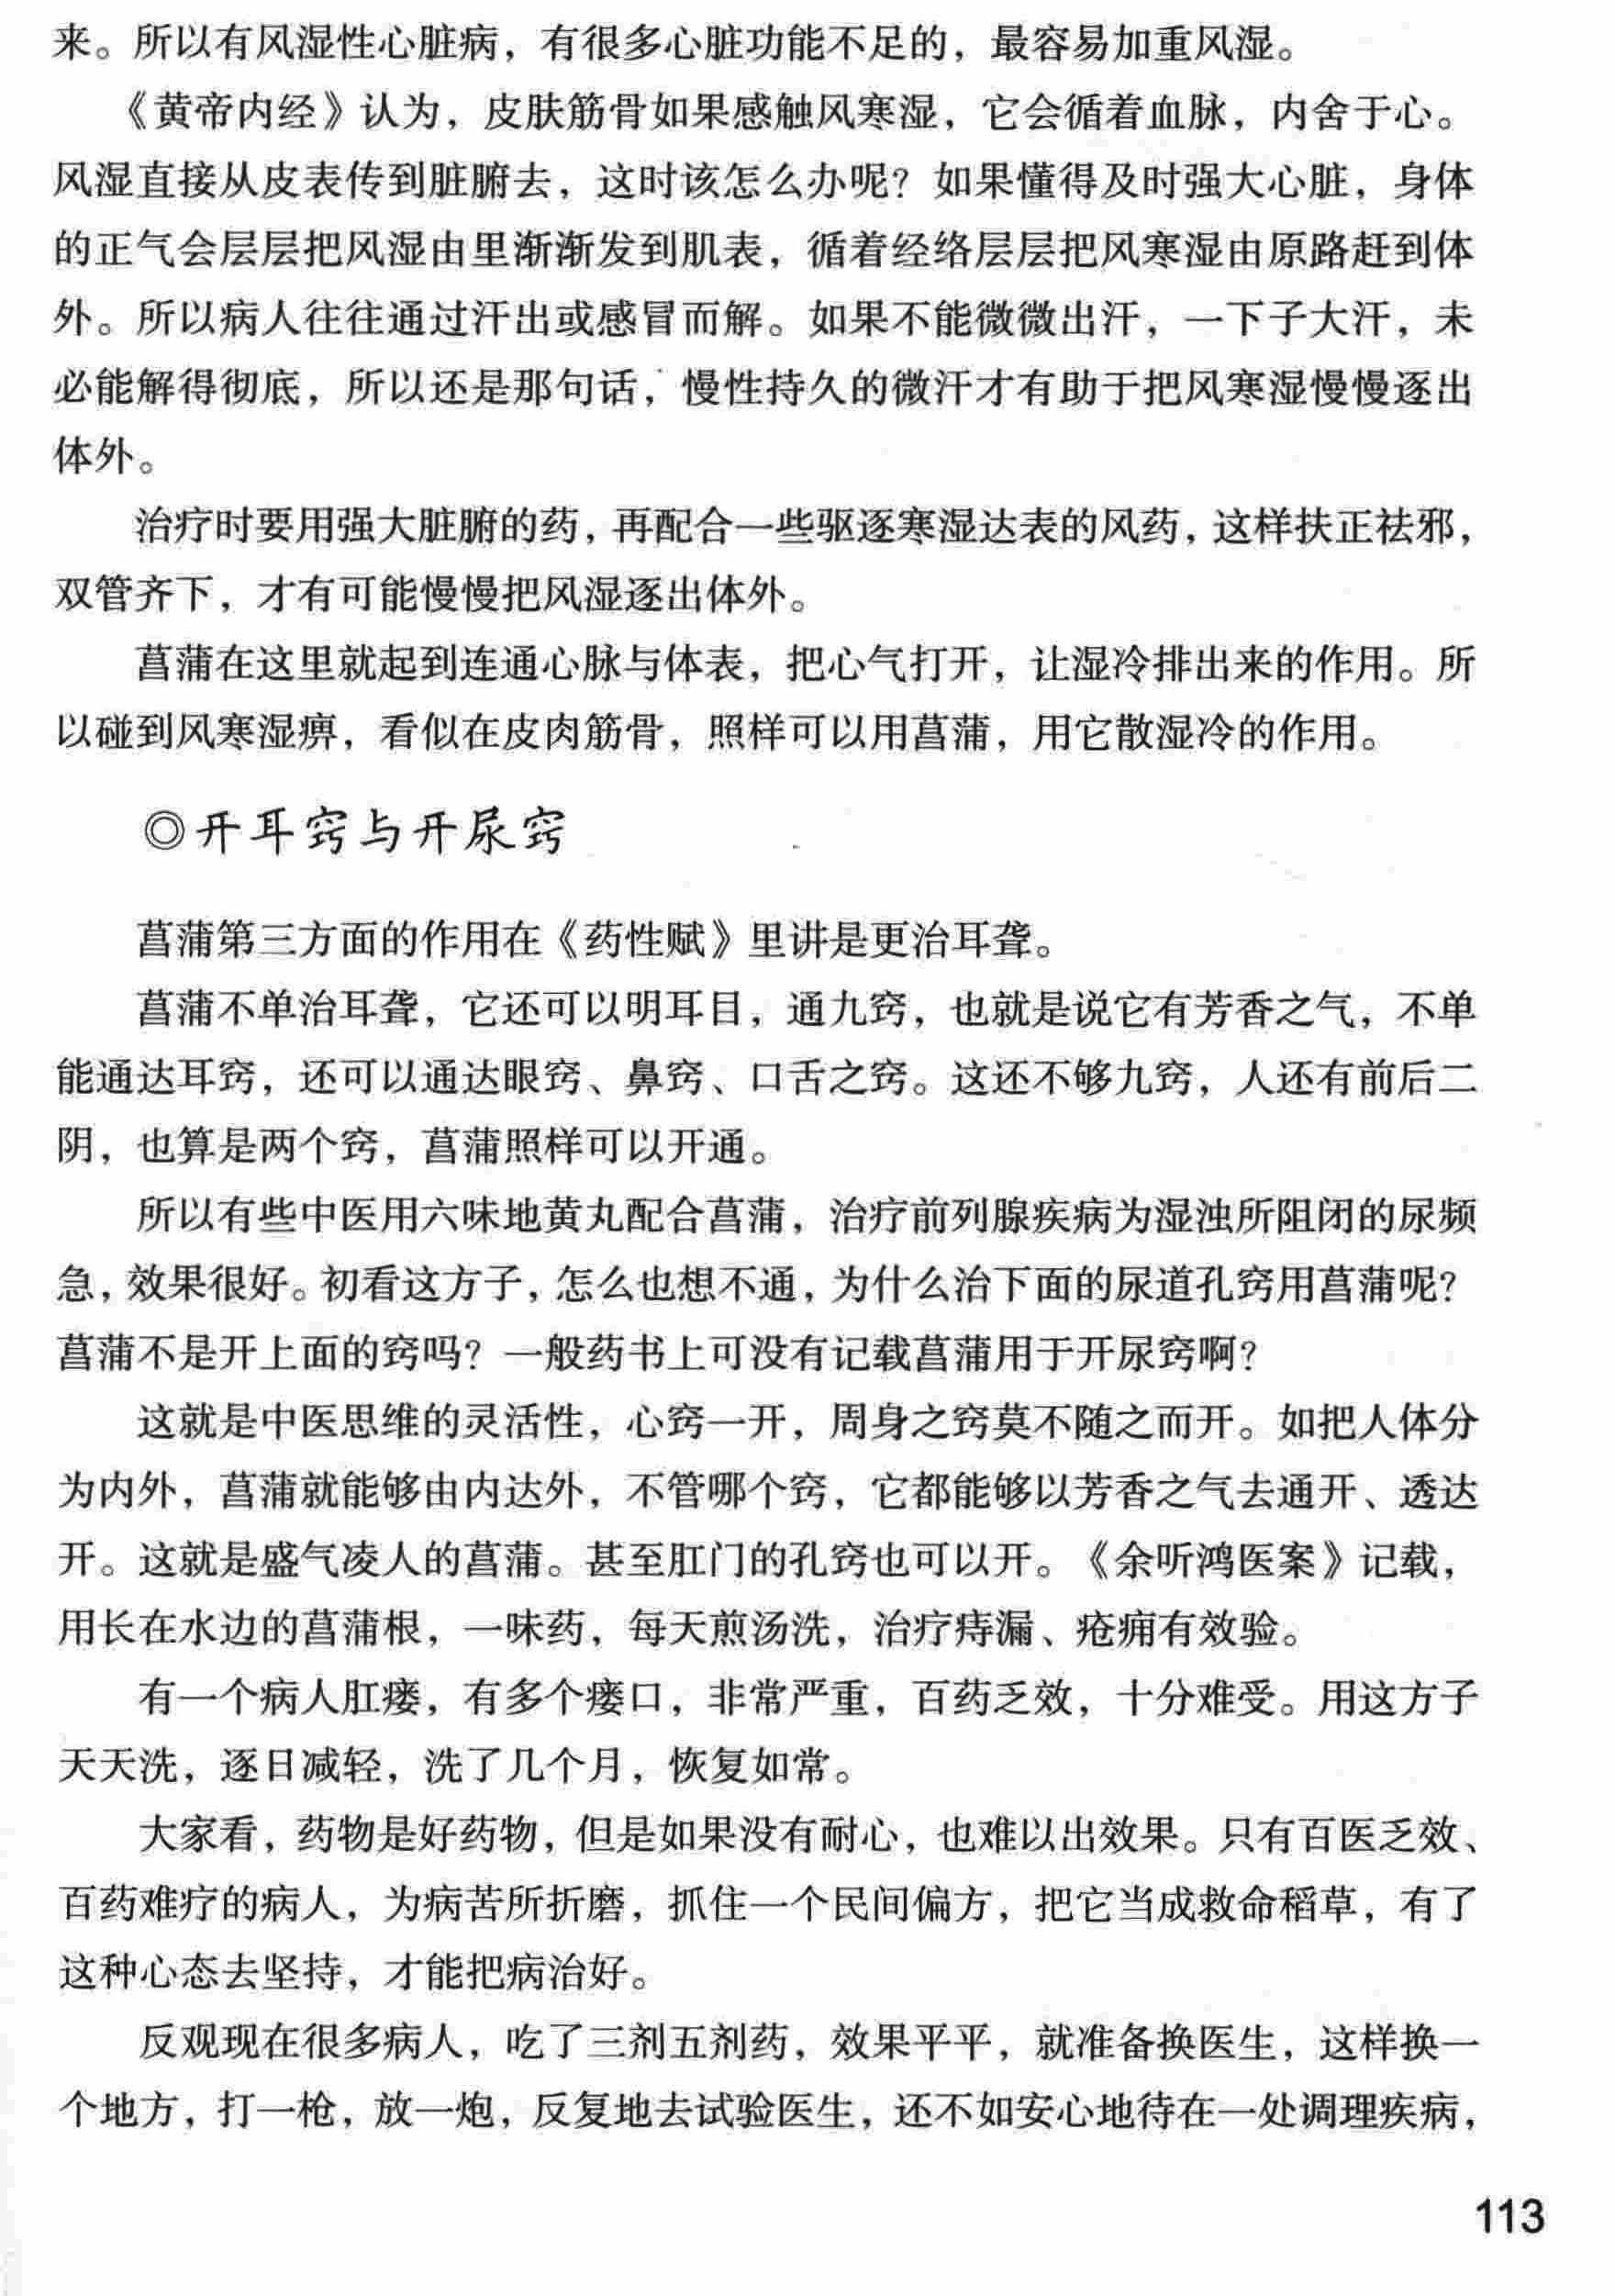 来。所以有风湿性心脏病，有很多心脏功能不足的，最容易加重风湿。
《黄帝内经》认为，皮肤筋骨如果感触风寒湿，它会循着血脉，内舍于心。
风湿直接从皮表传到脏腑去，这时该怎么办呢？如果懂得及时强大心脏，身体
的正气会层层把风湿由里渐渐发到肌表，循着经络层层把风寒湿由原路赶到体
外。所以病人往往通过汗出或感冒而解。如果不能微微出汗，一下子大汗，未
必能解得彻底，所以还是那句话，慢性持久的微汗才有助于把风寒湿慢慢逐出
体外。
治疗时要用强大脏腑的药，再配合一些驱逐寒湿达表的风药，这样扶正祛邪，
双管齐下，才有可能慢慢把风湿逐出体外。
菖蒲在这里就起到连通心脉与体表，把心气打开，让湿冷排出来的作用。所
以碰到风寒湿痹，看似在皮肉筋骨，照样可以用菖蒲，用它散湿冷的作用。
◎开耳窍与开尿窍
菖蒲第三方面的作用在《药性赋》里讲是更治耳聋。
菖蒲不单治耳聋，它还可以明耳目，通九窍，也就是说它有芳香之气，不单
能通达耳窍，还可以通达眼窍、鼻窍、口舌之窍。这还不够九窍，人还有前后二
阴，也算是两个窍，菖蒲照样可以开通。
所以有些中医用六味地黄丸配合菖蒲，治疗前列腺疾病为湿浊所阻闭的尿频
急，效果很好。初看这方子，怎么也想不通，为什么治下面的尿道孔窍用菖蒲呢？
菖蒲不是开上面的窍吗？一般药书上可没有记载菖蒲用于开尿窍啊？
这就是中医思维的灵活性，心窍一开，周身之窍莫不随之而开。如把人体分
为内外，菖蒲就能够由内达外，不管哪个窍，它都能够以芳香之气去通开、透达
开。这就是盛气凌人的菖蒲。甚至肛门的孔窍也可以开。《余听鸿医案》记载，
用长在水边的菖蒲根，一味药，每天煎汤洗，治疗痔漏、疮痈有效验。
有一个病人肛瘘，有多个瘘口，非常严重，百药乏效，十分难受。用这方子
天天洗，逐日减轻，洗了几个月，恢复如常。
大家看，药物是好药物，但是如果没有耐心，也难以出效果。只有百医乏效、
百药难疗的病人，为病苦所折磨，抓住一个民间偏方，把它当成救命稻草，有了
这种心态去坚持，才能把病治好。
反观现在很多病人，吃了三剂五剂药，效果平平，就准备换医生，这样换一
个地方，打一枪，放一炮，反复地去试验医生，还不如安心地待在一处调理疾病，
113